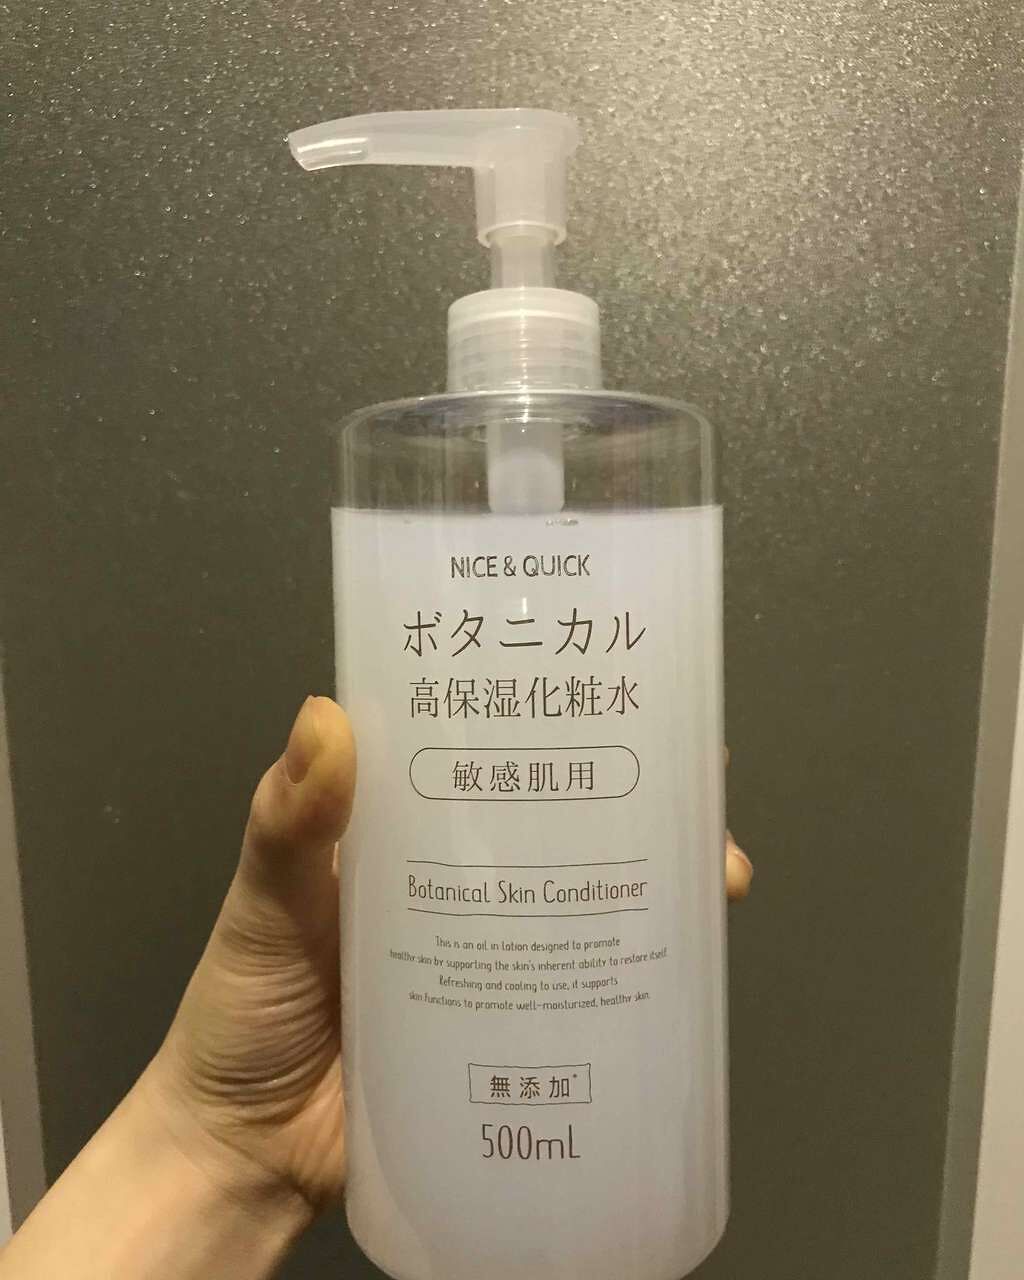 NICE & QUICK
ボタニカル
高保湿化粧水
敏感肌用
Botanical Skin Conditioner
This is an oil in lotion designed to promote
healthy skin by supporting the skin's inherent ability to restore itself.
Refreshing and cooling to use, it supports
skin functions to promote well-moisturized, healthy skin.
無添加*
500mL